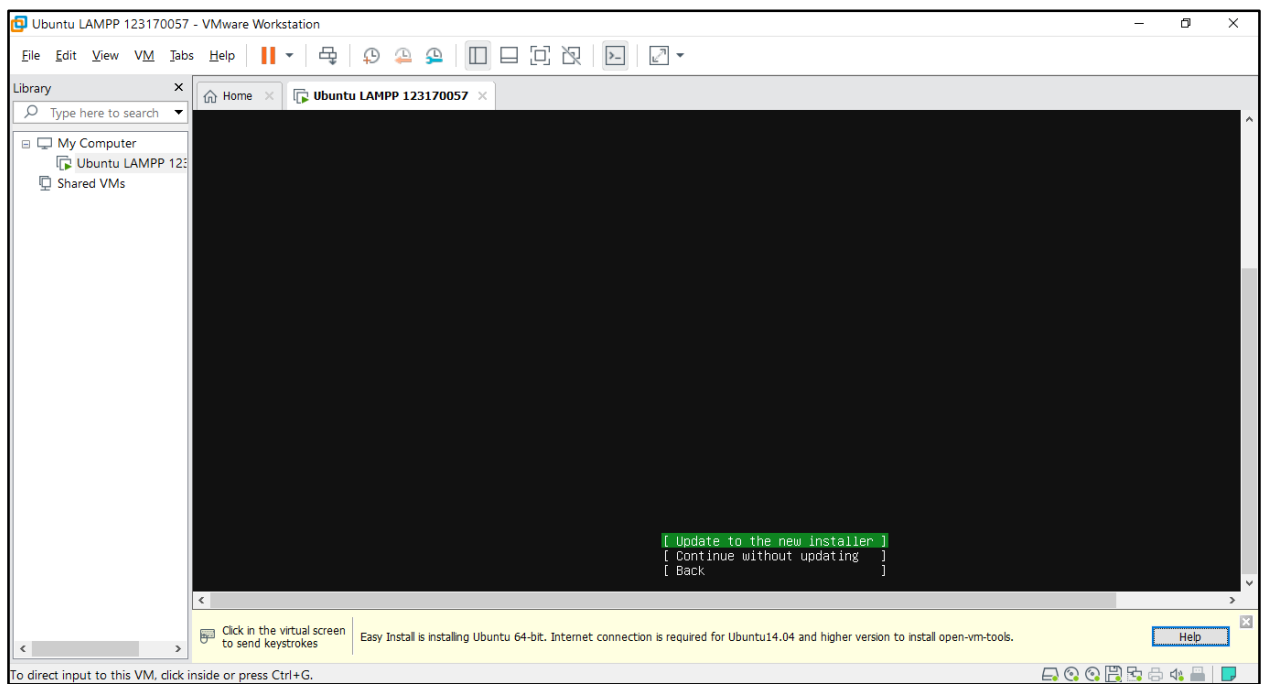 Ubuntu LAMPP 123170057 - VMware Workstation
File Edit View VM Tabs Help
Library
Home
Ubuntu LAMPP 123170057
Type here to search
My Computer
Ubuntu LAMPP 123
Shared VMs
[ Update to the new installer ]
[ Continue without updating ]
[ Back ]
Click in the virtual screen
to send keystrokes
Easy Install is installing Ubuntu 64-bit. Internet connection is required for Ubuntu14.04 and higher version to install open-vm-tools.
Help
To direct input to this VM, click inside or press Ctrl+G.